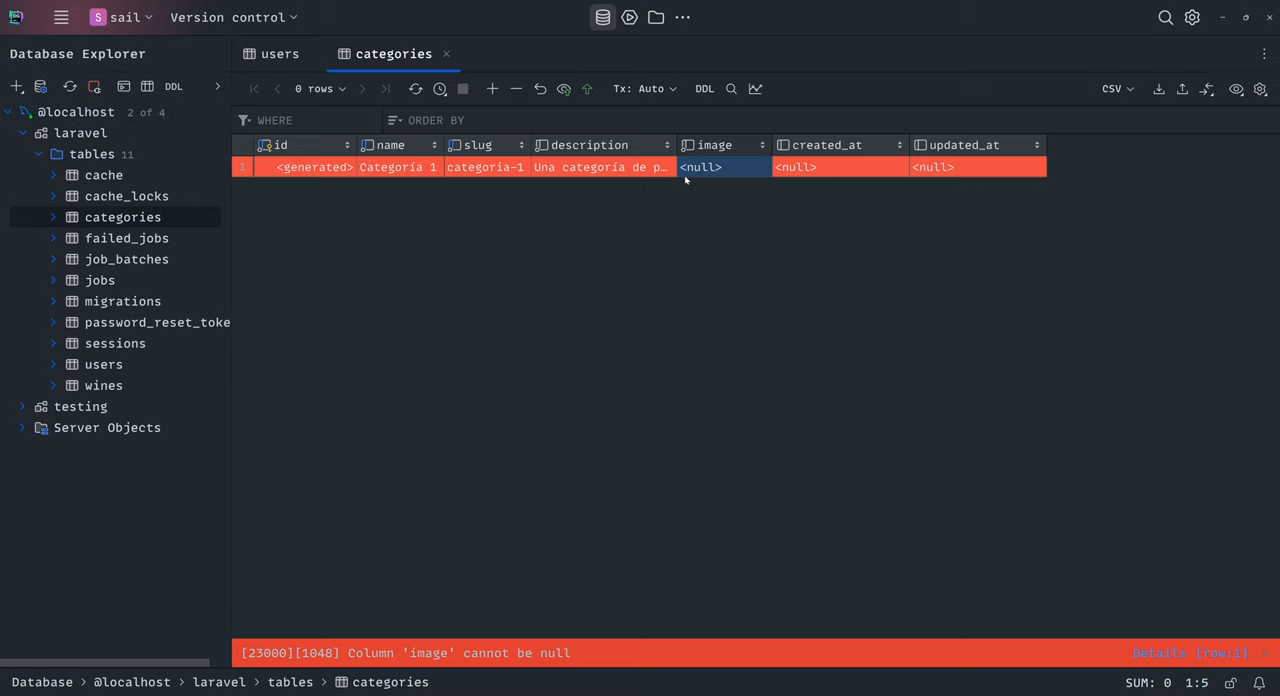 S sail Version control
Database Explorer
users
categories
DDL
0 rows
Tx: Auto
DDL
CSV
WHERE
ORDER BY
@localhost 2 of 4
laravel
tables 11
cache
cache_locks
categories
failed_jobs
job_batches
jobs
migrations
password_reset_toke
sessions
users
wines
testing
Server Objects
id name slug description image created_at updated_at
1 <generated> Categoría 1 categoria-1 Una categoría de p… <null> <null> <null>
[23000][1048] Column 'image' cannot be null
Details [row:1]
Database > @localhost > laravel > tables > categories
SUM: 0 1:5